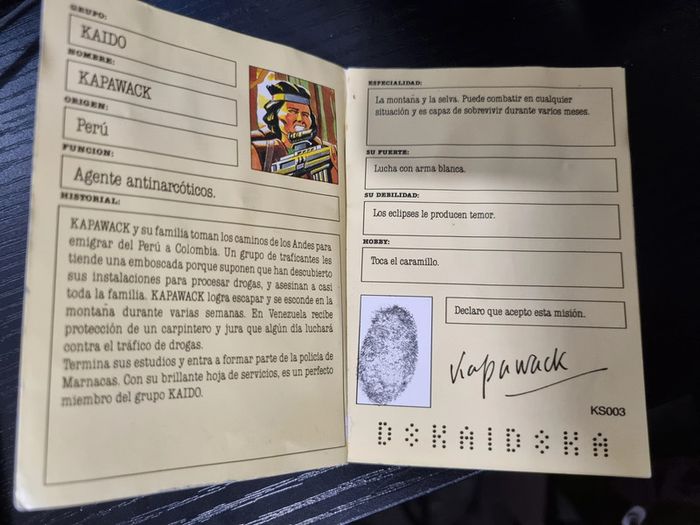 GRUPO:
KAIDO
NOMBRE:
KAPAWACK
ORIGEN:
Perú
FUNCION:
Agente antinarcóticos.
HISTORIAL:
KAPAWACK y su familia toman los caminos de los Andes para
emigrar del Perú a Colombia. Un grupo de traficantes les
tiende una emboscada porque suponen que han descubierto
sus instalaciones para procesar drogas, y asesinan a casi
toda la familia. KAPAWACK logra escapar y se esconde en la
montaña durante varias semanas. En Venezuela recibe
protección de un carpintero y jura que algún día luchará
contra el tráfico de drogas.
Termina sus estudios y entra a formar parte de la policía de
Marnacas. Con su brillante hoja de servicios, es un perfecto
miembro del grupo KAIDO.
ESPECIALIDAD:
La montaña y la selva. Puede combatir en cualquier
situación y es capaz de sobrevivir durante varios meses.
SU FUERTE:
Lucha con arma blanca.
SU DEBILIDAD:
Los eclipses le producen temor.
HOBBY:
Toca el caramillo.
Declaro que acepto esta misión.
Kapawack
KS003
D*KAIDO*KA